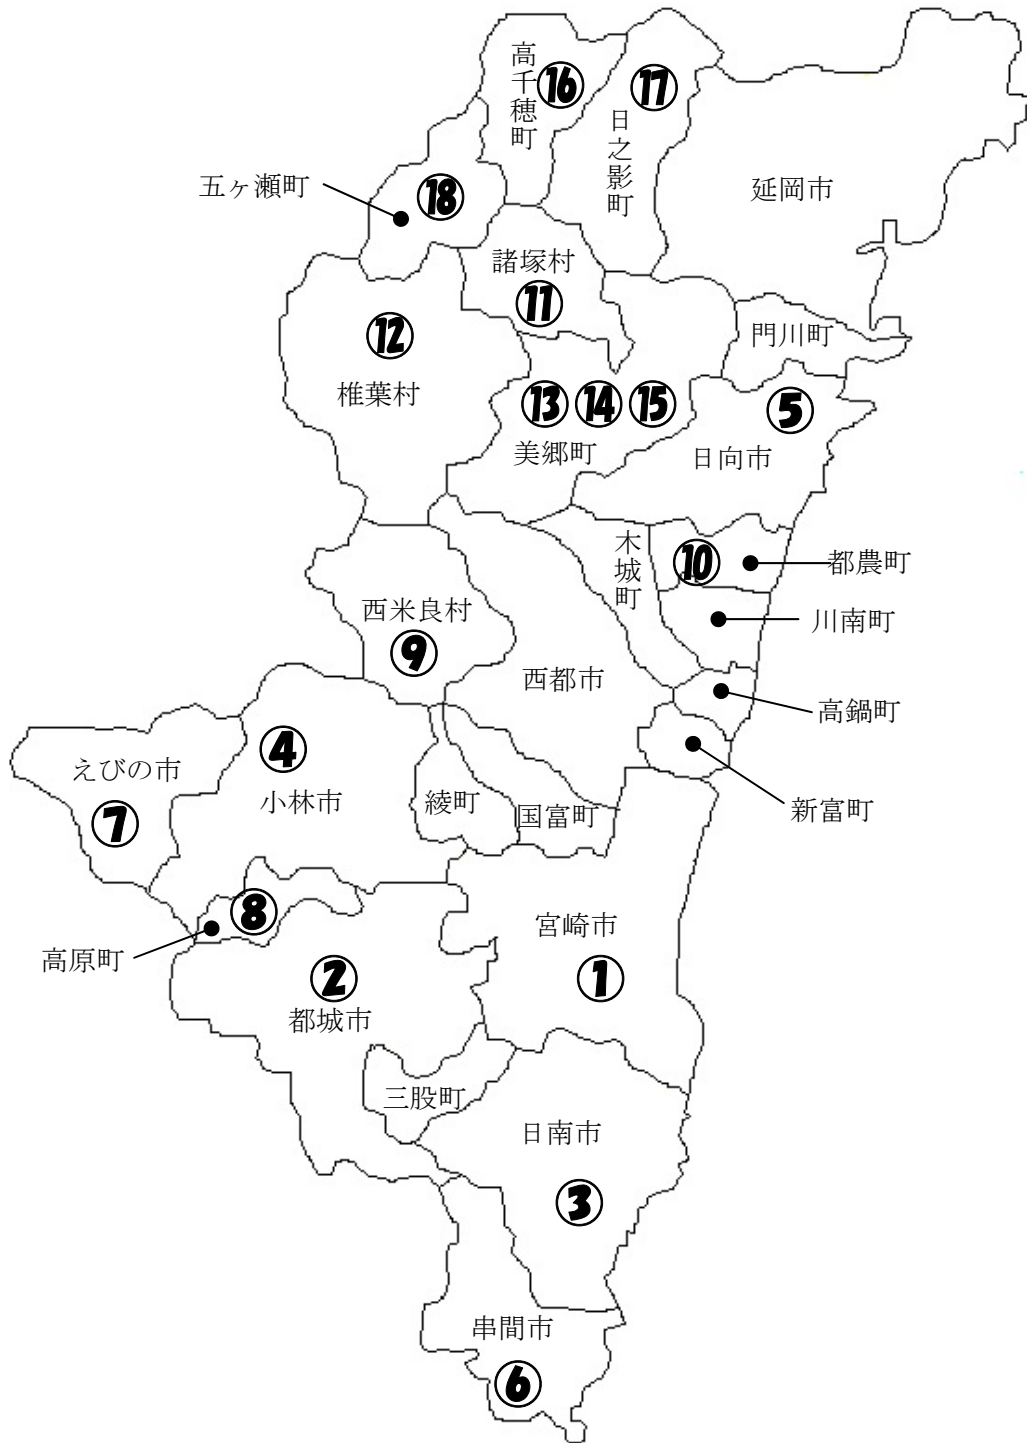 高千穂町
⑯
⑰
日之影町
延岡市
五ヶ瀬町
⑱
諸塚村
⑪
⑫
椎葉村
門川町
⑬ ⑭ ⑮
美郷町
⑤
日向市
木城町
⑩
都農町
川南町
西米良村
⑨
西都市
高鍋町
新富町
えびの市
⑦
④
小林市
綾町
国富町
⑧
高原町
宮崎市
①
②
都城市
三股町
日南市
③
串間市
⑥